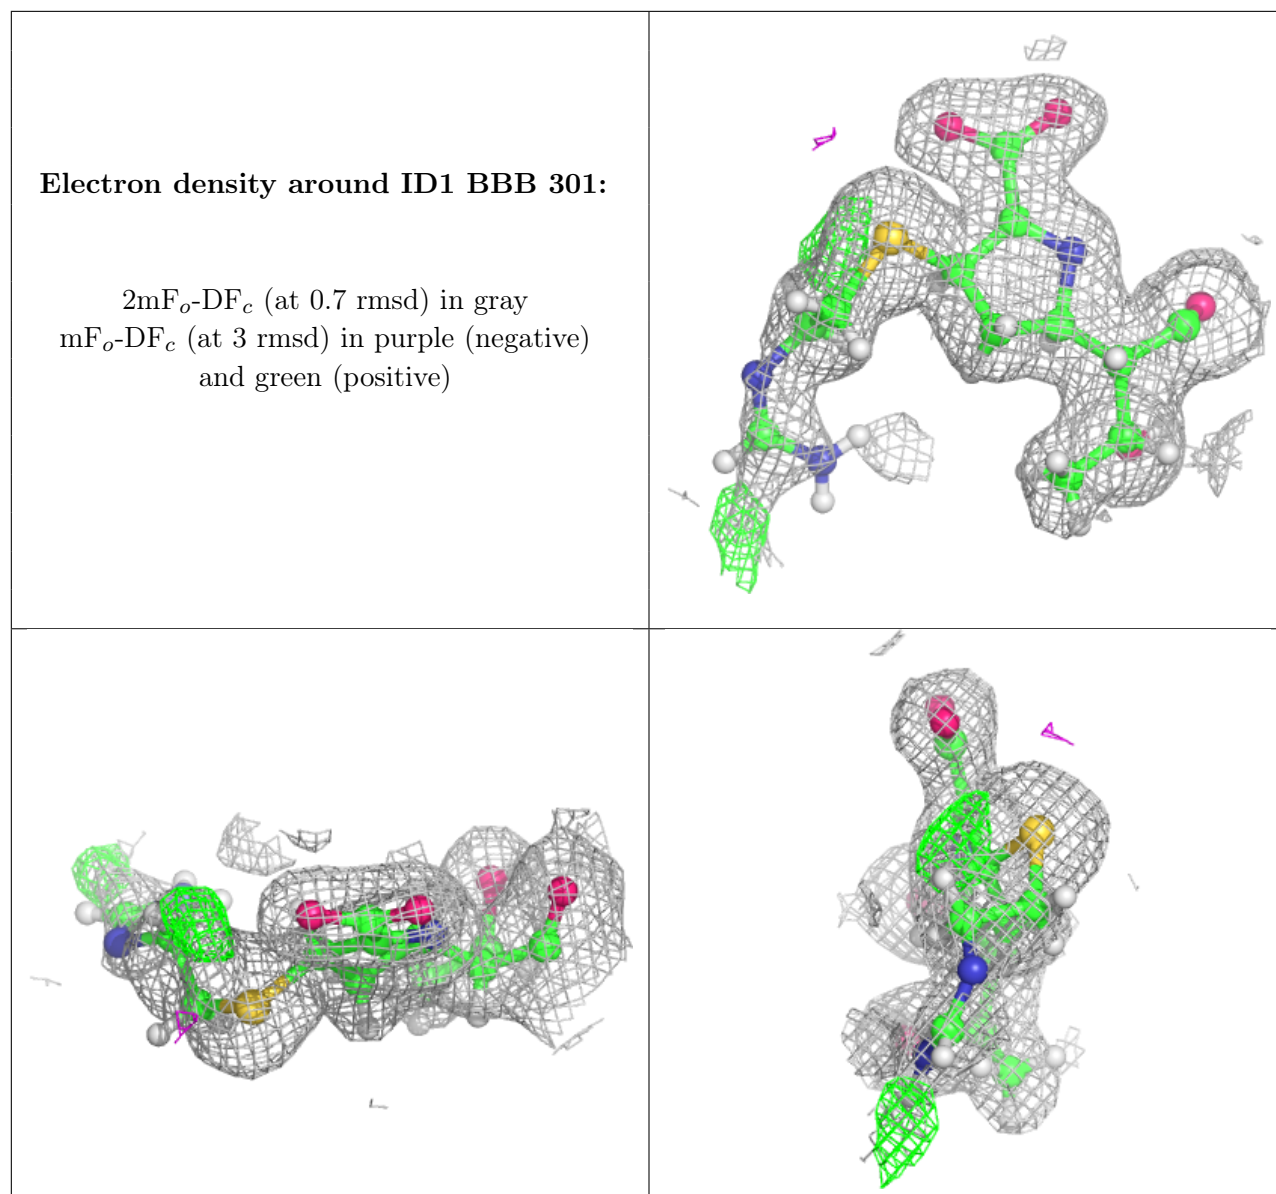 Electron density around ID1 BBB 301:
2mFo-DFc (at 0.7 rmsd) in gray
mFo-DFc (at 3 rmsd) in purple (negative)
and green (positive)